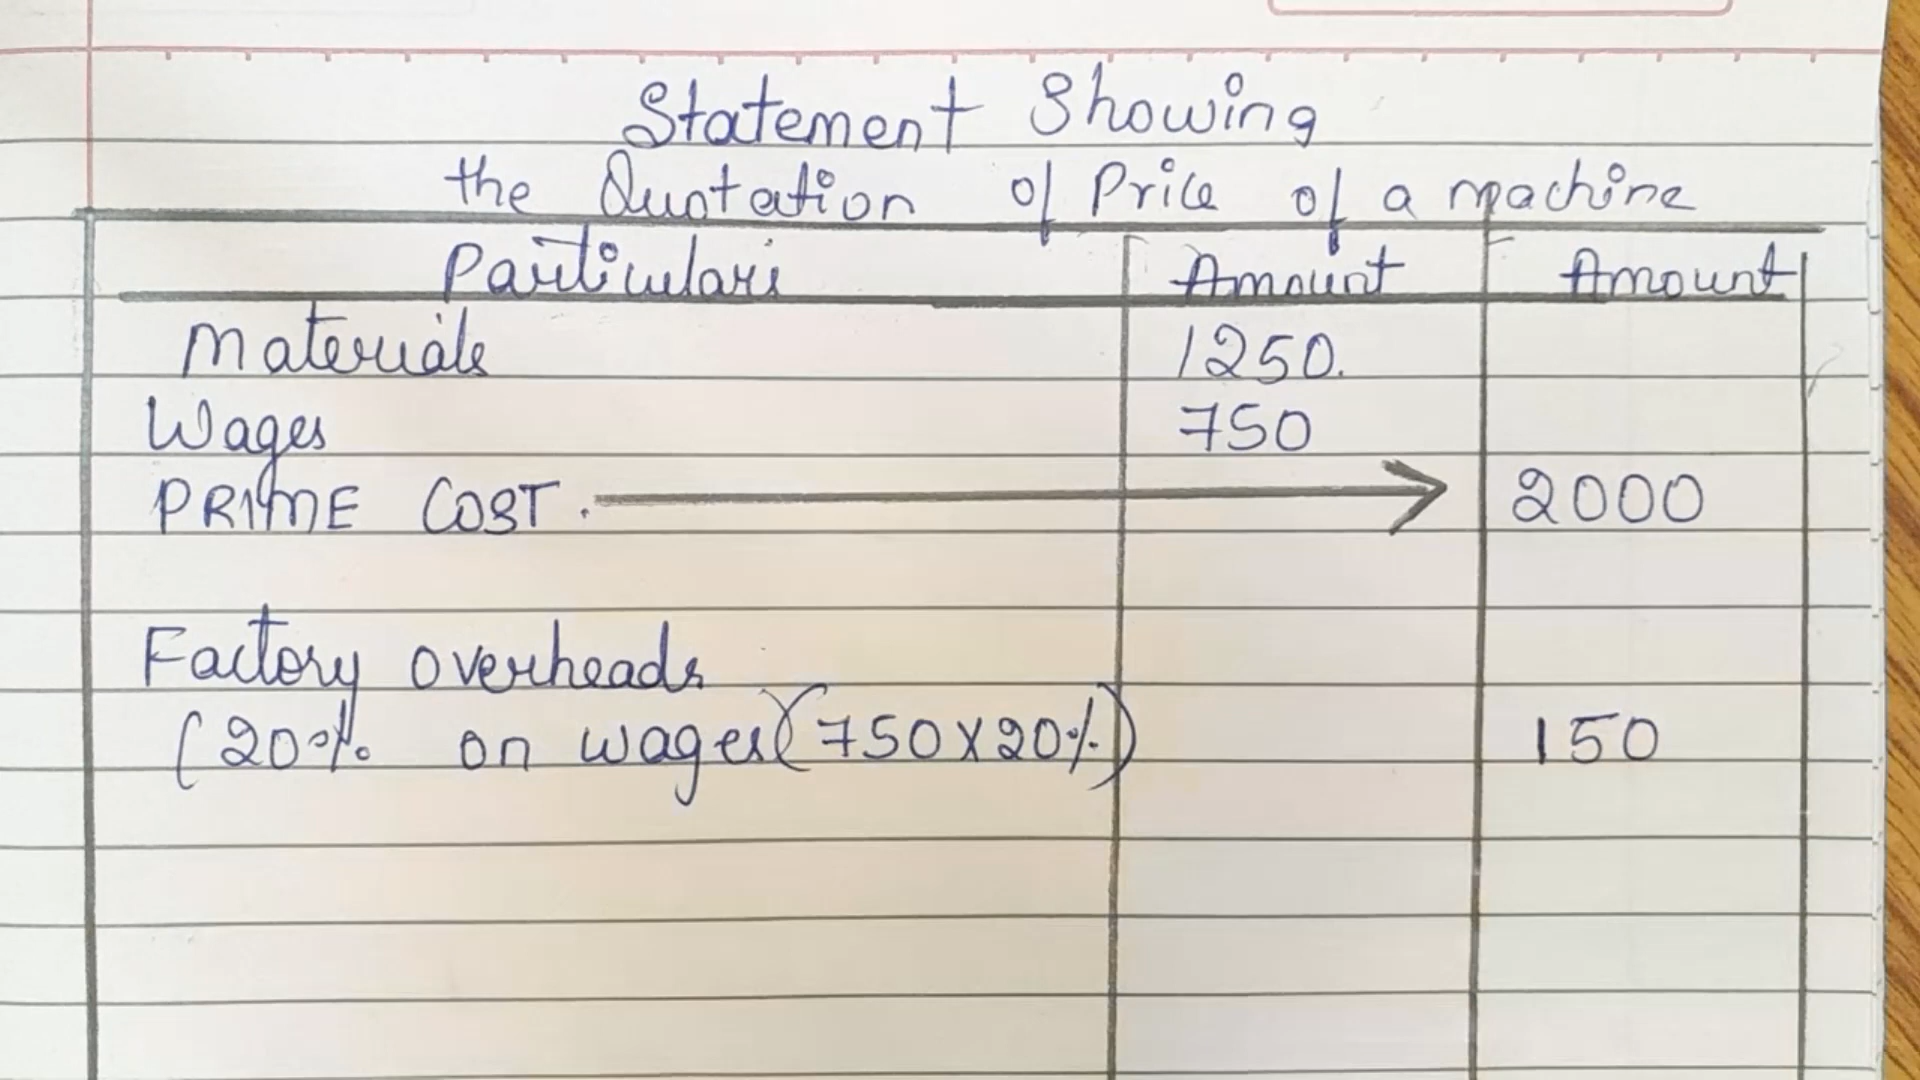 Statement Showing
the Quotation of Price of a machine
Particulars Amount Amount
Materials 1250.
Wages 750
PRIME COST. → 2000
Factory overheads
(20% on wages(750x20%) 150